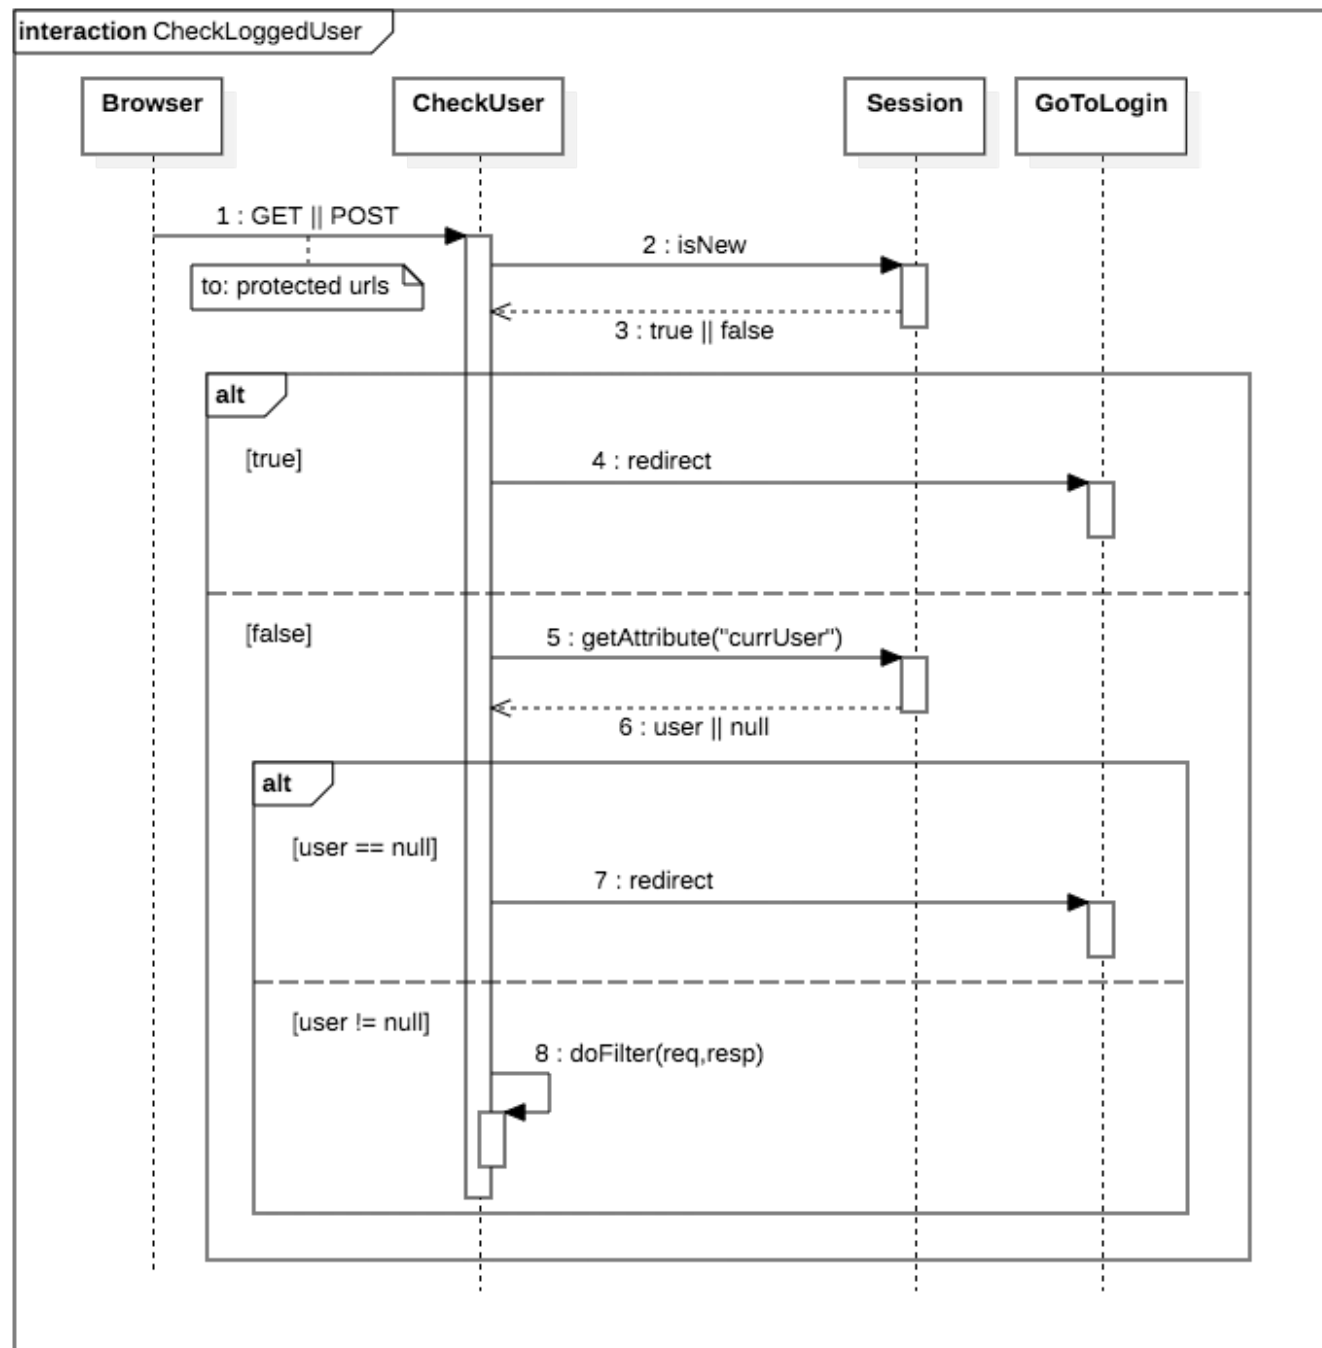 interaction CheckLoggedUser
Browser
CheckUser
Session
GoToLogin
1 : GET || POST
to: protected urls
2 : isNew
3 : true || false
alt
[true]
4 : redirect
[false]
5 : getAttribute("currUser")
6 : user || null
alt
[user == null]
7 : redirect
[user != null]
8 : doFilter(req,resp)